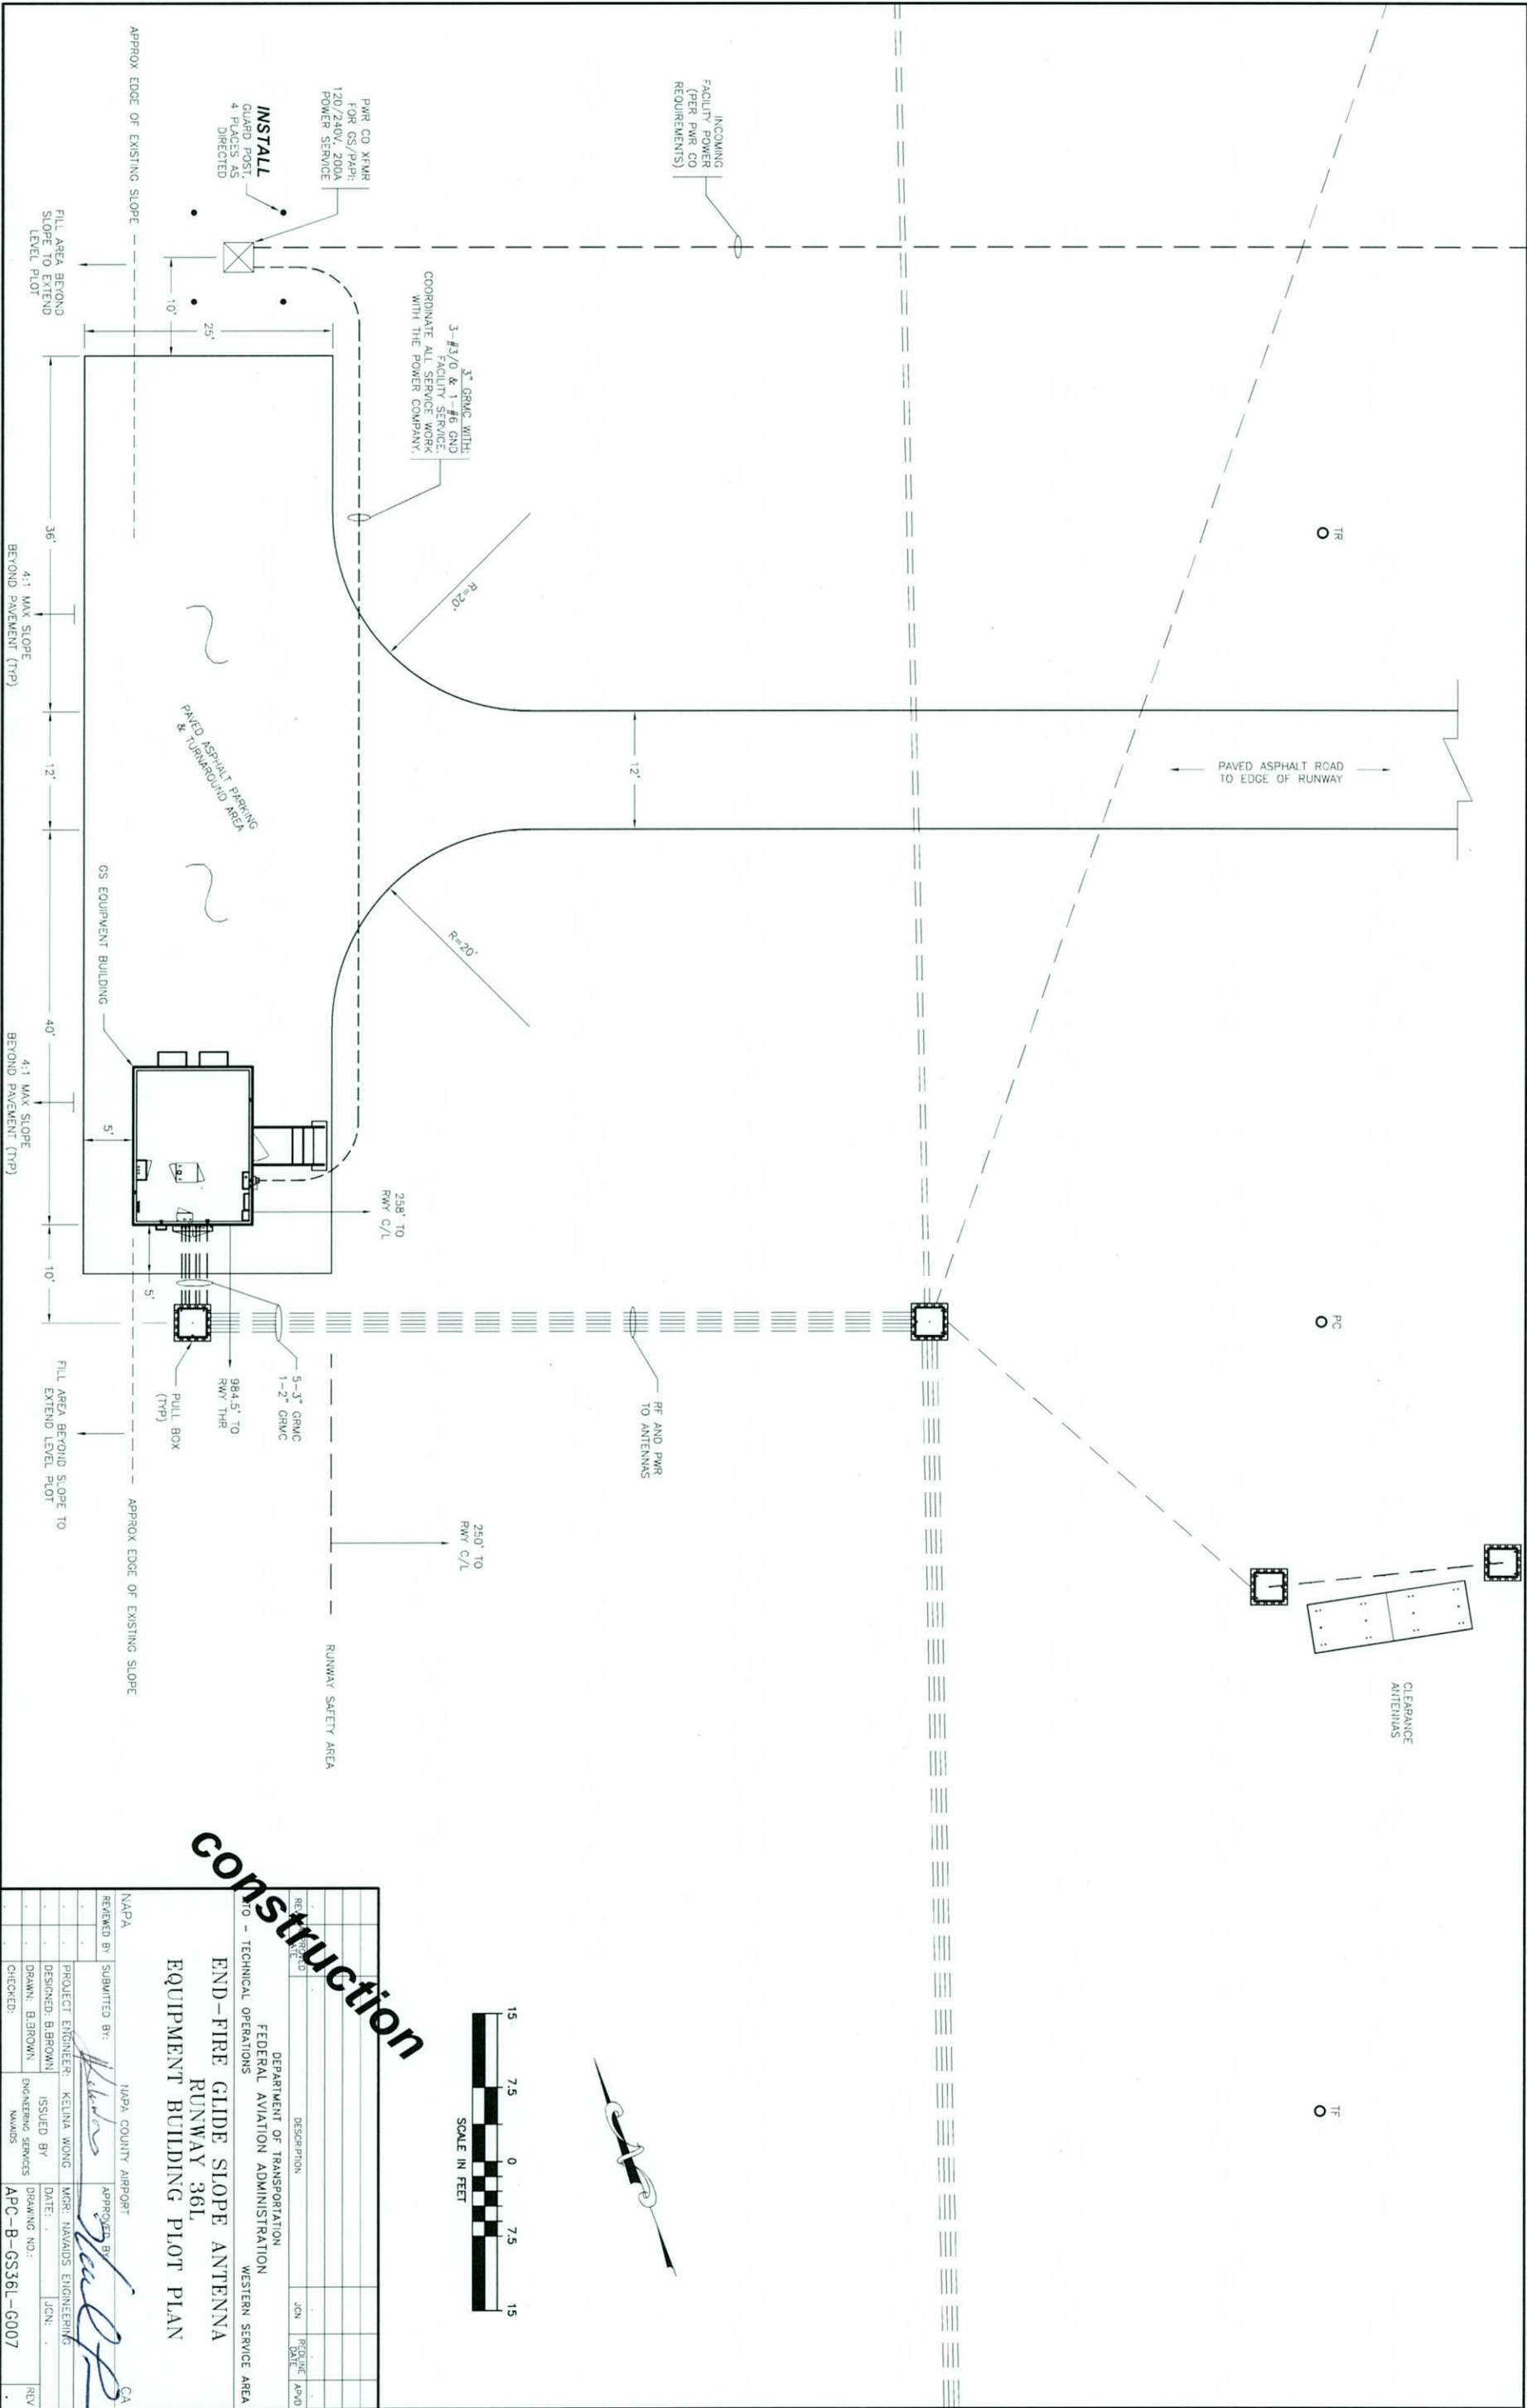 INCOMING
FACILITY POWER
(PER PWR CO
REQUIREMENTS)
PWR CO XFMR
FOR GS/PAPI:
120/240V, 200A
POWER SERVICE
INSTALL
GUARD POST,
4 PLACES AS
DIRECTED
APPROX EDGE OF EXISTING SLOPE
FILL AREA BEYOND
SLOPE TO EXTEND
LEVEL PLOT
10'
25'
3" GRMC WITH:
3-#3/0 & 1-#6 GND
FACILITY SERVICE.
COORDINATE ALL SERVICE WORK
WITH THE POWER COMPANY.
TR
R=20'
36'
4:1 MAX SLOPE
BEYOND PAVEMENT (TYP)
PAVED ASPHALT PARKING
& TURNAROUND AREA
12'
12'
PAVED ASPHALT ROAD
TO EDGE OF RUNWAY
R=20'
GS EQUIPMENT BUILDING
40'
4:1 MAX SLOPE
BEYOND PAVEMENT (TYP)
5'
258' TO
RWY C/L
5'
10'
PC
5-3" GRMC
1-2" GRMC
984.5' TO
RWY THR
PULL BOX
(TYP)
RF AND PWR
TO ANTENNAS
FILL AREA BEYOND SLOPE TO
EXTEND LEVEL PLOT
APPROX EDGE OF EXISTING SLOPE
250' TO
RWY C/L
RUNWAY SAFETY AREA
CLEARANCE
ANTENNAS
TF
15 7.5 0 7.5 15
SCALE IN FEET
construction
DESCRIPTION JCN REDLINE DATE APVD
DEPARTMENT OF TRANSPORTATION
FEDERAL AVIATION ADMINISTRATION
TECHNICAL OPERATIONS WESTERN SERVICE AREA
END-FIRE GLIDE SLOPE ANTENNA
RUNWAY 36L
EQUIPMENT BUILDING PLOT PLAN
NAPA NAPA COUNTY AIRPORT CA
REVIEWED BY SUBMITTED BY: APPROVED BY:
PROJECT ENGINEER: KELINA WONG MGR: NAVAIDS ENGINEERING
DESIGNED: B.BROWN ISSUED BY DATE: JCN:
DRAWN: B.BROWN ENGINEERING SERVICES DRAWING NO.: REV
CHECKED: NAVAIDS APC-B-GS36L-G007